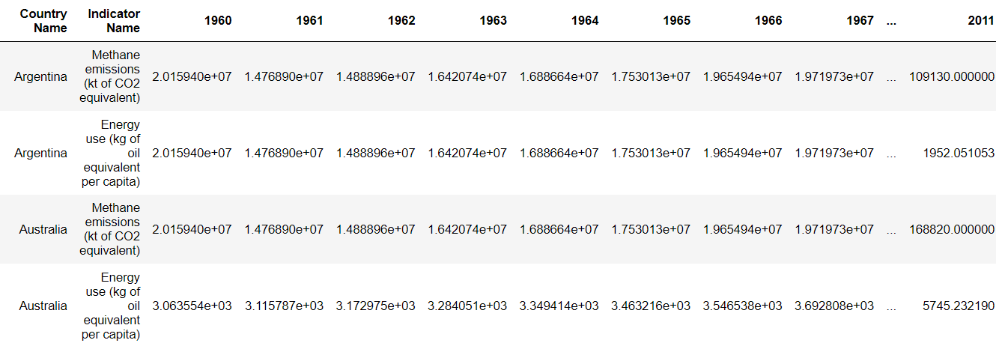 Country Name Indicator Name 1960 1961 1962 1963 1964 1965 1966 1967 ... 2011
Argentina Methane emissions (kt of CO2 equivalent) 2.015940e+07 1.476890e+07 1.488896e+07 1.642074e+07 1.688664e+07 1.753013e+07 1.965494e+07 1.971973e+07 ... 109130.000000
Argentina Energy use (kg of oil equivalent per capita) 2.015940e+07 1.476890e+07 1.488896e+07 1.642074e+07 1.688664e+07 1.753013e+07 1.965494e+07 1.971973e+07 ... 1952.051053
Australia Methane emissions (kt of CO2 equivalent) 2.015940e+07 1.476890e+07 1.488896e+07 1.642074e+07 1.688664e+07 1.753013e+07 1.965494e+07 1.971973e+07 ... 168820.000000
Australia Energy use (kg of oil equivalent per capita) 3.063554e+03 3.115787e+03 3.172975e+03 3.284051e+03 3.349414e+03 3.463216e+03 3.546538e+03 3.692808e+03 ... 5745.232190